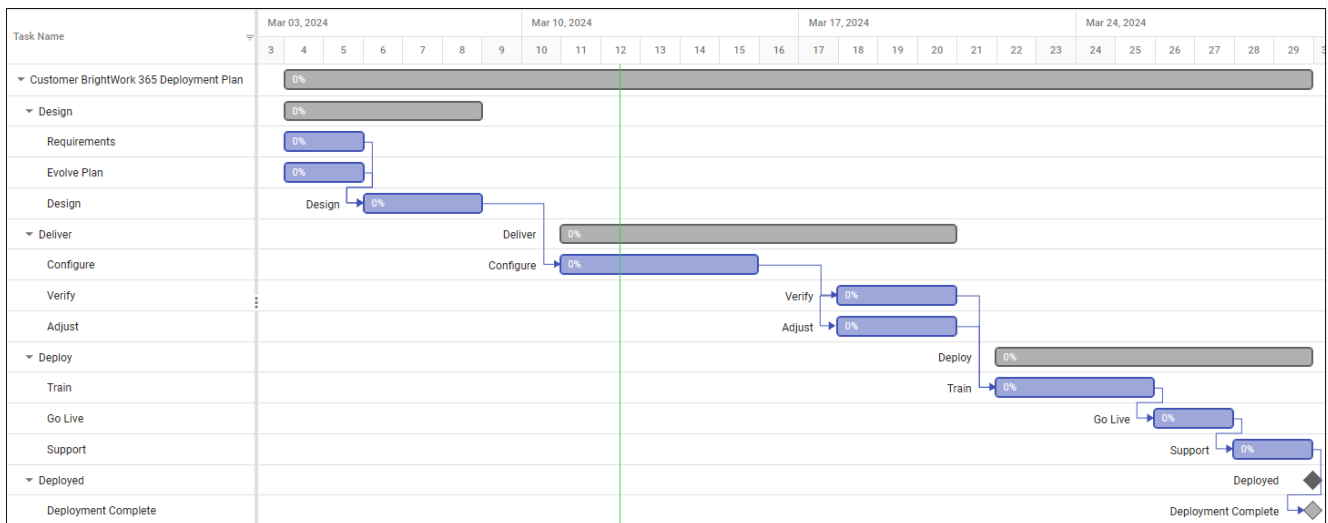 Task Name
Mar 03, 2024 Mar 10, 2024 Mar 17, 2024 Mar 24, 2024
3 4 5 6 7 8 9 10 11 12 13 14 15 16 17 18 19 20 21 22 23 24 25 26 27 28 29
Customer BrightWork 365 Deployment Plan 0%
Design 0%
Requirements 0%
Evolve Plan 0%
Design Design 0%
Deliver Deliver 0%
Configure Configure 0%
Verify Verify 0%
Adjust Adjust 0%
Deploy Deploy 0%
Train Train 0%
Go Live Go Live 0%
Support Support 0%
Deployed Deployed
Deployment Complete Deployment Complete